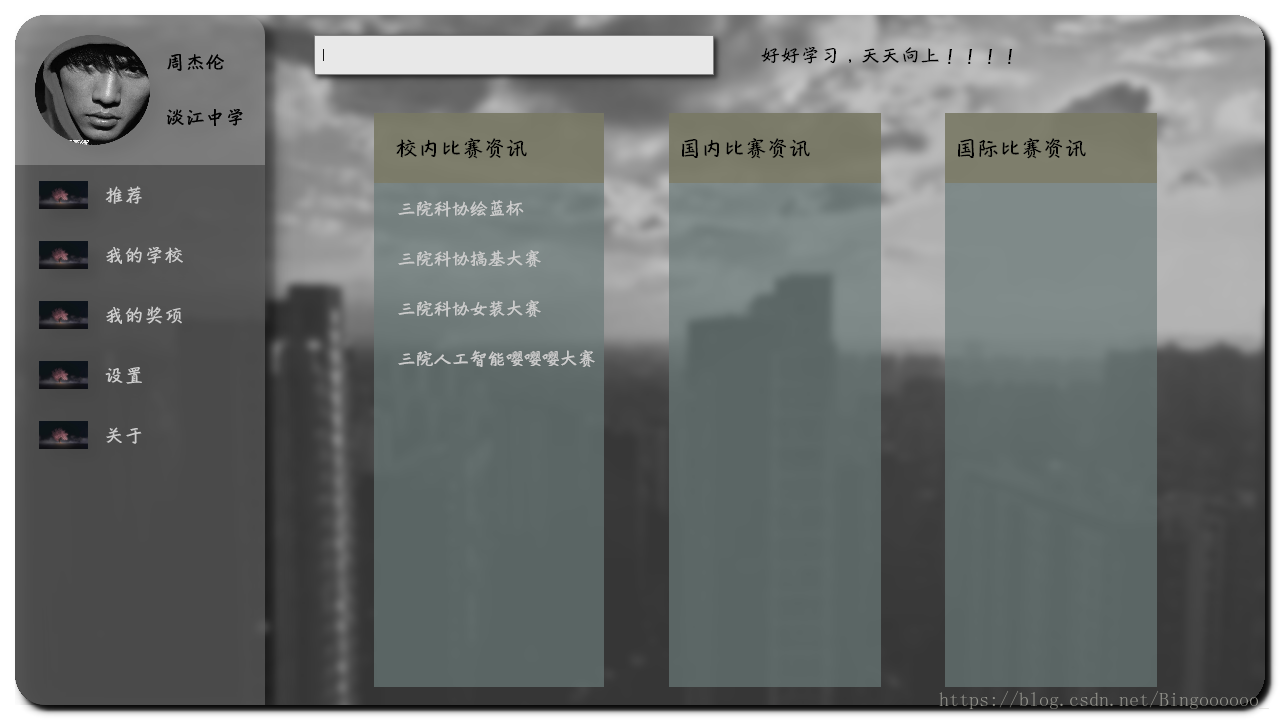 周杰伦
淡江中学
推荐
我的学校
我的奖项
设置
关于
好好学习，天天向上！！！！
校内比赛资讯
三院科协绘蓝杯
三院科协搞基大赛
三院科协女装大赛
三院人工智能嘤嘤嘤大赛
国内比赛资讯
国际比赛资讯
https://blog.csdn.net/Bingoooooo